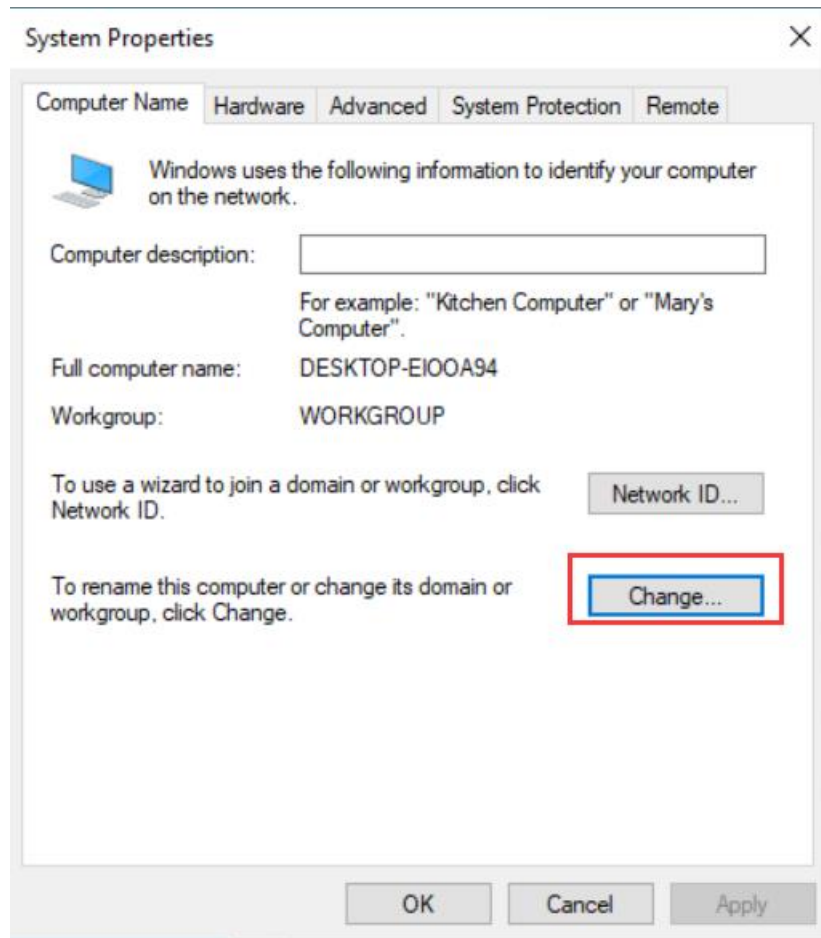 System Properties
Computer Name Hardware Advanced System Protection Remote
Windows uses the following information to identify your computer
on the network.
Computer description:
For example: "Kitchen Computer" or "Mary's
Computer".
Full computer name: DESKTOP-EIOOA94
Workgroup: WORKGROUP
To use a wizard to join a domain or workgroup, click
Network ID.
Network ID...
To rename this computer or change its domain or
workgroup, click Change.
Change...
OK Cancel Apply